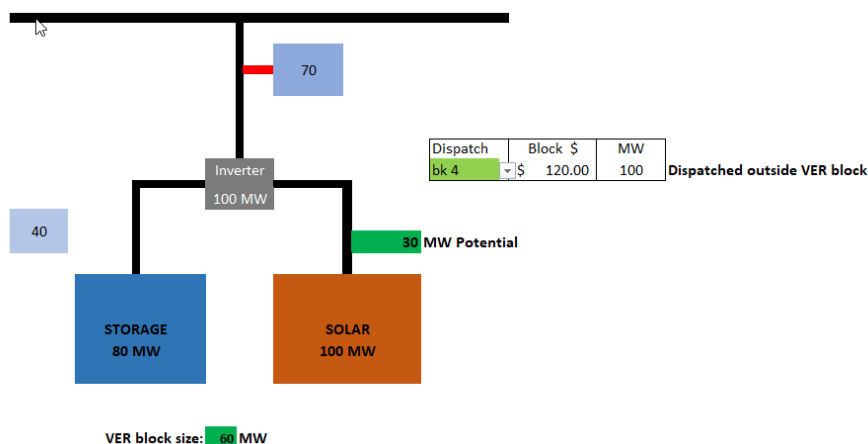 70
Dispatch Block $ MW
bk 4 $ 120.00 100 Dispatched outside VER block
Inverter
100 MW
40
30 MW Potential
STORAGE
80 MW
SOLAR
100 MW
VER block size: 60 MW